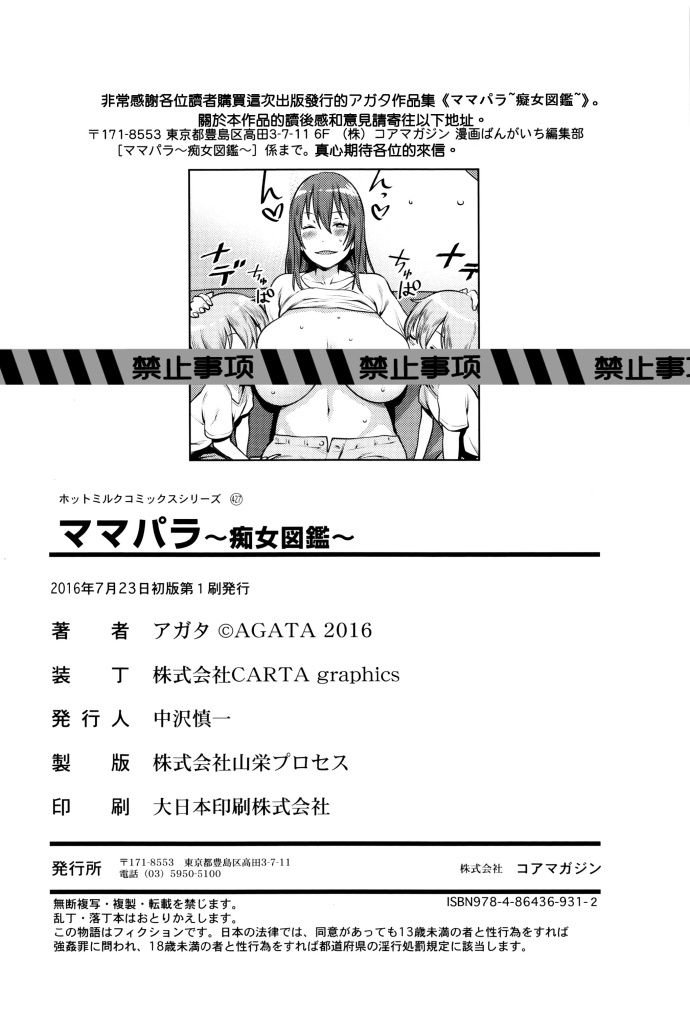 非常感謝各位讀者購買這次出版發行的アガタ作品集《ママパラ~癡女図鑑~》。
關於本作品的讀後感和意見請寄往以下地址。
〒171-8553 東京都豊島区高田3-7-11 6F （株）コアマガジン 漫画ばんがいち編集部
［ママパラ～痴女図鑑～］係まで。真心期待各位的來信。
ん♡
んっ♡
ナデ
ナデ
ちゅぱ
ちゅぱ
禁止事项
禁止事项
禁止事项
ホットミルクコミックスシリーズ 427
ママパラ～痴女図鑑～
2016年7月23日初版第1刷発行
著者 アガタ ©AGATA 2016
装丁 株式会社CARTA graphics
発行人 中沢慎一
製版 株式会社山栄プロセス
印刷 大日本印刷株式会社
発行所 〒171-8553 東京都豊島区高田3-7-11
電話（03）5950-5100
株式会社 コアマガジン
無断複写・複製・転載を禁じます。
ISBN978-4-86436-931-2
乱丁・落丁本はおとりかえします。
この物語はフィクションです。日本の法律では、同意があっても13歳未満の者と性行為をすれば
強姦罪に問われ、18歳未満の者と性行為をすれば都道府県の淫行処罰規定に該当します。